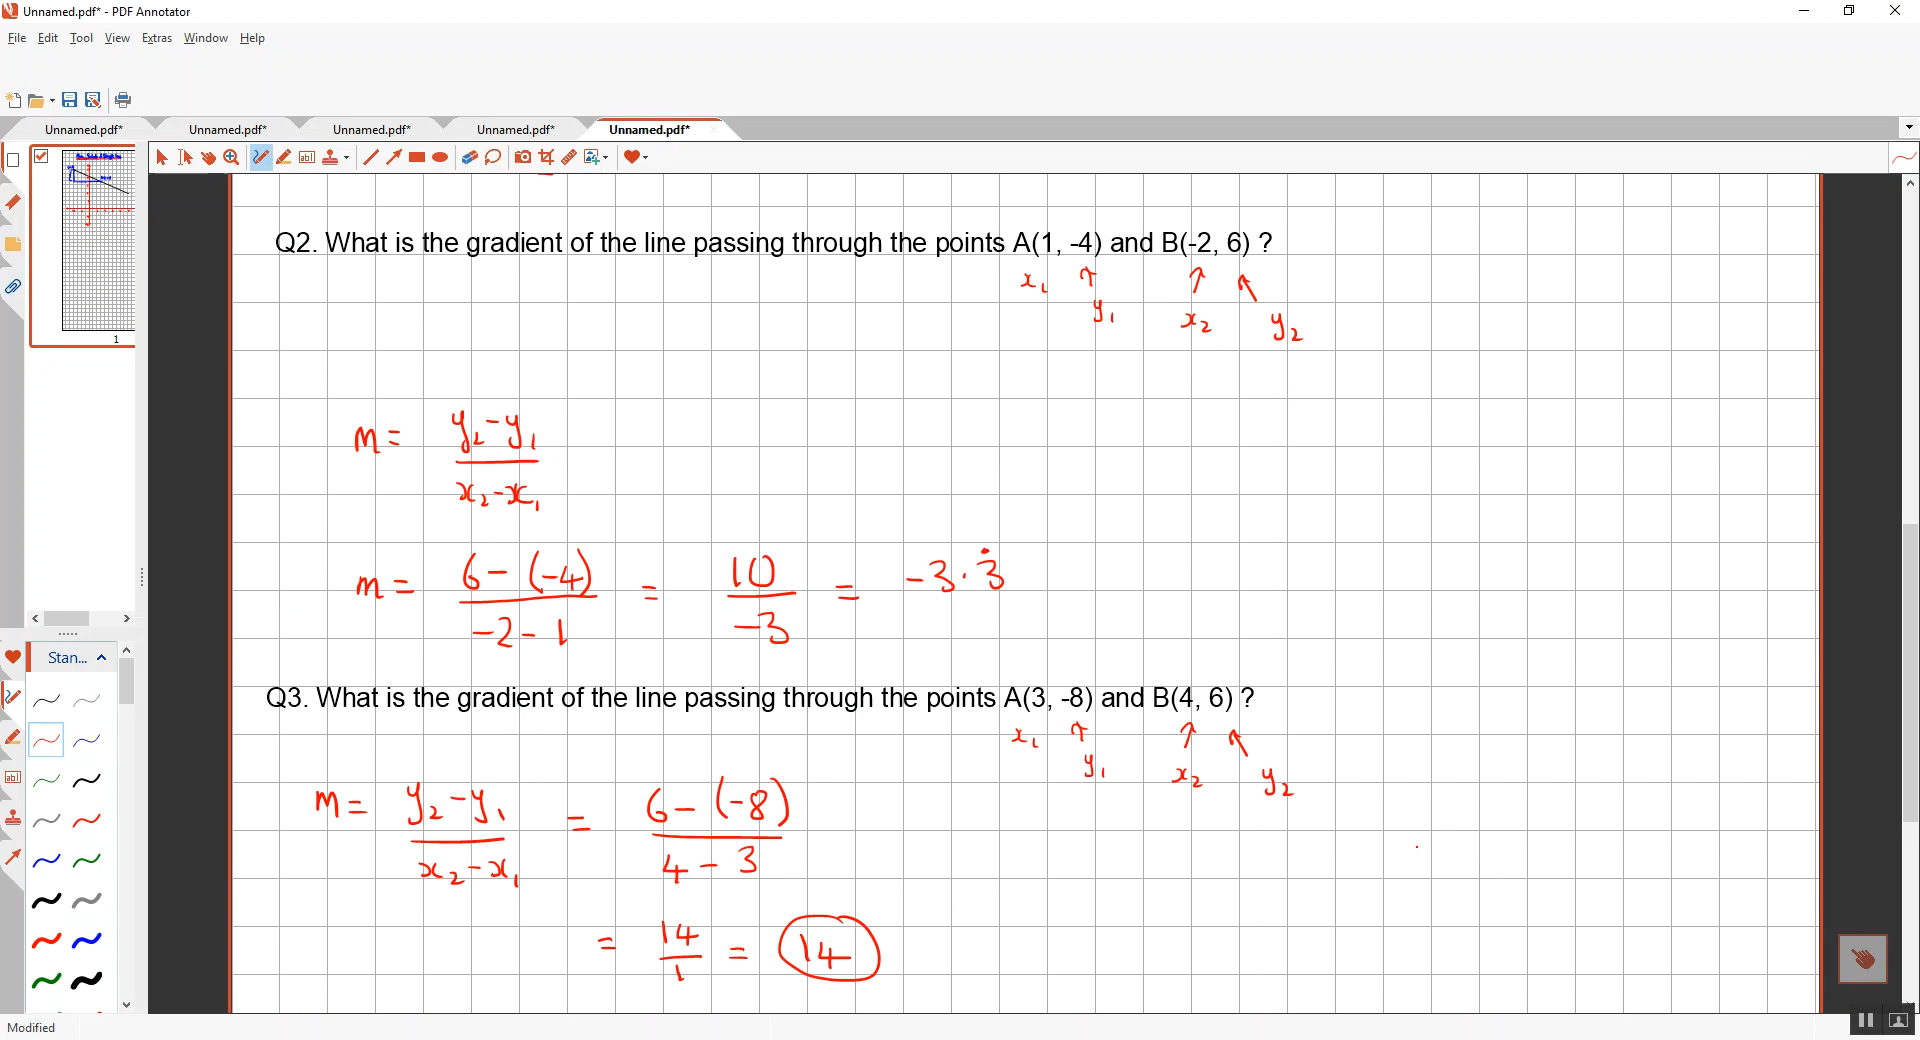 Unnamed.pdf* - PDF Annotator
File Edit Tool View Extras Window Help
Unnamed.pdf* Unnamed.pdf* Unnamed.pdf* Unnamed.pdf* Unnamed.pdf*
1
Stan...
Q2. What is the gradient of the line passing through the points A(1, -4) and B(-2, 6) ?
x₁ y₁ x₂ y₂
m = y₂-y₁
x₂-x₁
m = 6-(-4) = 10 = -3.3̇
-2-1 -3
Q3. What is the gradient of the line passing through the points A(3, -8) and B(4, 6) ?
x₁ y₁ x₂ y₂
m = y₂-y₁ = 6-(-8)
x₂-x₁ 4-3
= 14 = 14
1
Modified